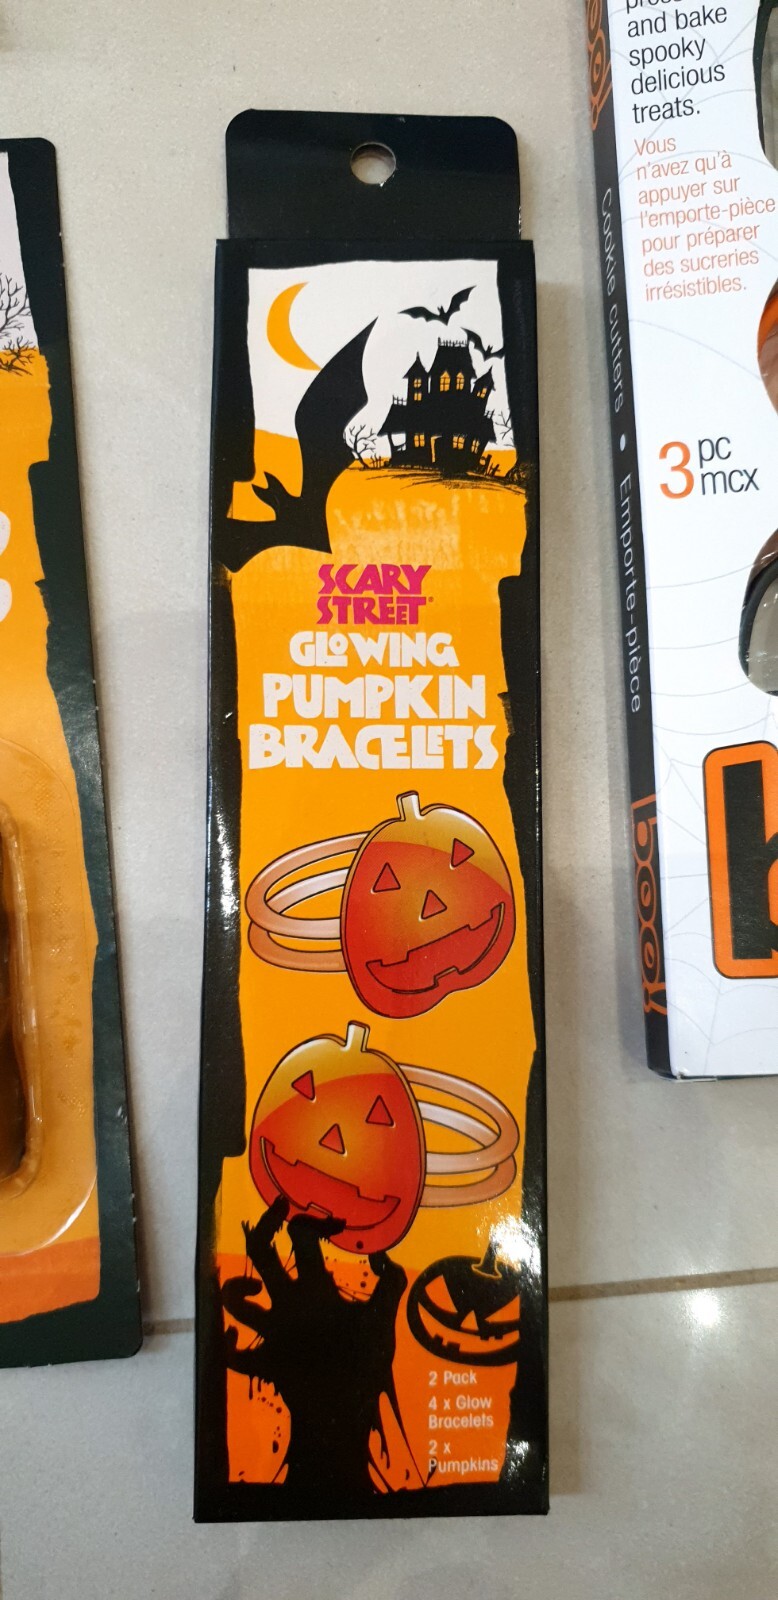 SCARY
STREET
GLOWING
PUMPKIN
BRACELETS
2 Pack
4 x Glow
Bracelets
2 x
Pumpkins
and bake
spooky
delicious
treats.
Vous
n'avez qu'à
appuyer sur
l'emporte-pièce
pour préparer
des sucreries
irrésistibles.
3 pc
mcx
Cookie cutters • Emporte-pièce
boo!